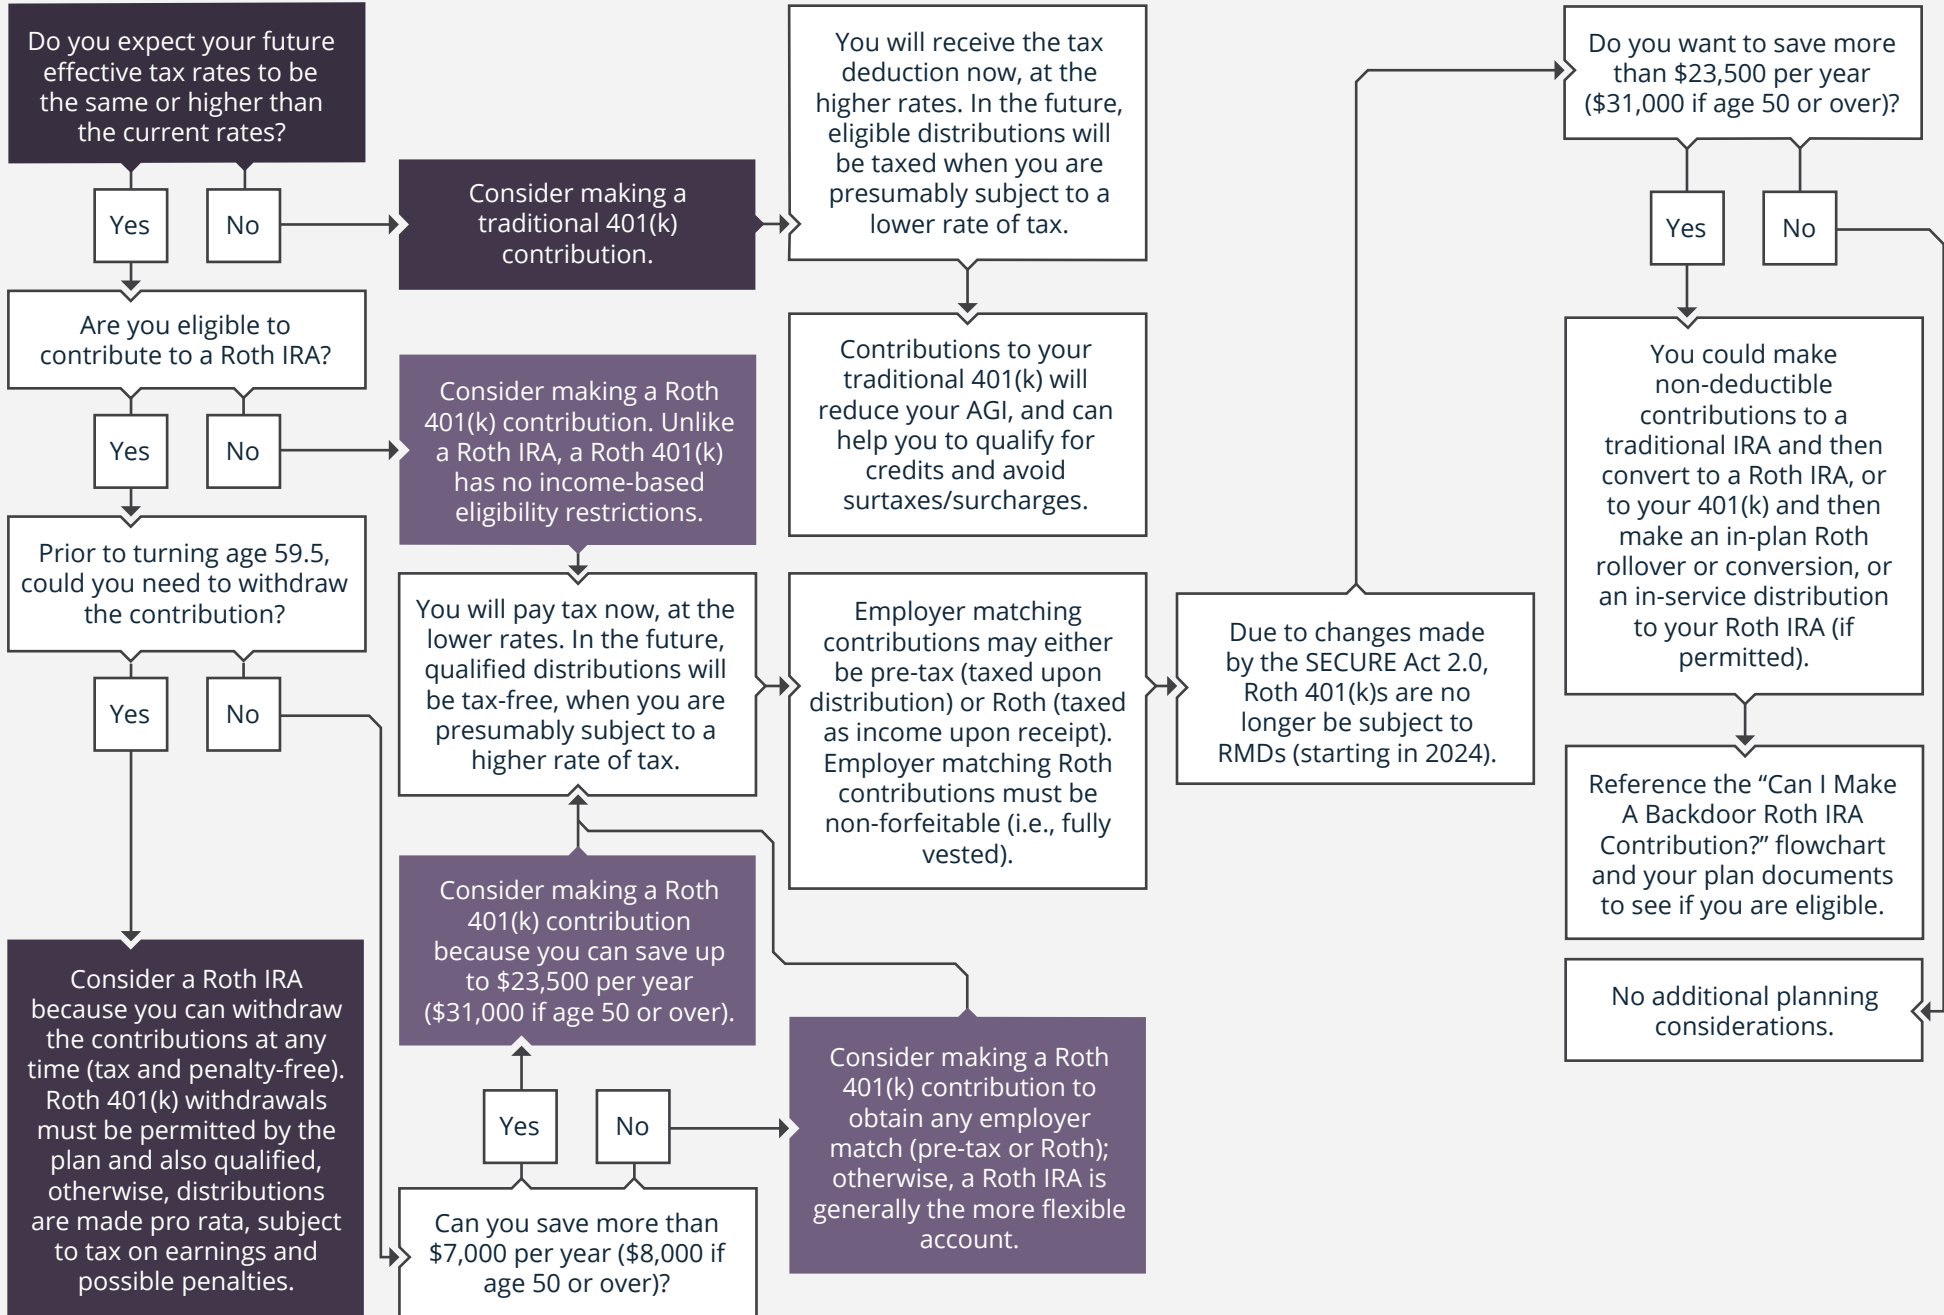 Do you expect your future
effective tax rates to be
the same or higher than
the current rates?
Yes
No
Consider making a
traditional 401(k)
contribution.
You will receive the tax
deduction now, at the
higher rates. In the future,
eligible distributions will
be taxed when you are
presumably subject to a
lower rate of tax.
Contributions to your
traditional 401(k) will
reduce your AGI, and can
help you to qualify for
credits and avoid
surtaxes/surcharges.
Are you eligible to
contribute to a Roth IRA?
Yes
No
Consider making a Roth
401(k) contribution. Unlike
a Roth IRA, a Roth 401(k)
has no income-based
eligibility restrictions.
Prior to turning age 59.5,
could you need to withdraw
the contribution?
Yes
No
Consider a Roth IRA
because you can withdraw
the contributions at any
time (tax and penalty-free).
Roth 401(k) withdrawals
must be permitted by the
plan and also qualified,
otherwise, distributions
are made pro rata, subject
to tax on earnings and
possible penalties.
Can you save more than
$7,000 per year ($8,000 if
age 50 or over)?
Yes
No
Consider making a Roth
401(k) contribution
because you can save up
to $23,500 per year
($31,000 if age 50 or over).
Consider making a Roth
401(k) contribution to
obtain any employer
match (pre-tax or Roth);
otherwise, a Roth IRA is
generally the more flexible
account.
You will pay tax now, at the
lower rates. In the future,
qualified distributions will
be tax-free, when you are
presumably subject to a
higher rate of tax.
Employer matching
contributions may either
be pre-tax (taxed upon
distribution) or Roth (taxed
as income upon receipt).
Employer matching Roth
contributions must be
non-forfeitable (i.e., fully
vested).
Due to changes made
by the SECURE Act 2.0,
Roth 401(k)s are no
longer be subject to
RMDs (starting in 2024).
Do you want to save more
than $23,500 per year
($31,000 if age 50 or over)?
Yes
No
You could make
non-deductible
contributions to a
traditional IRA and then
convert to a Roth IRA, or
to your 401(k) and then
make an in-plan Roth
rollover or conversion, or
an in-service distribution
to your Roth IRA (if
permitted).
Reference the “Can I Make
A Backdoor Roth IRA
Contribution?” flowchart
and your plan documents
to see if you are eligible.
No additional planning
considerations.